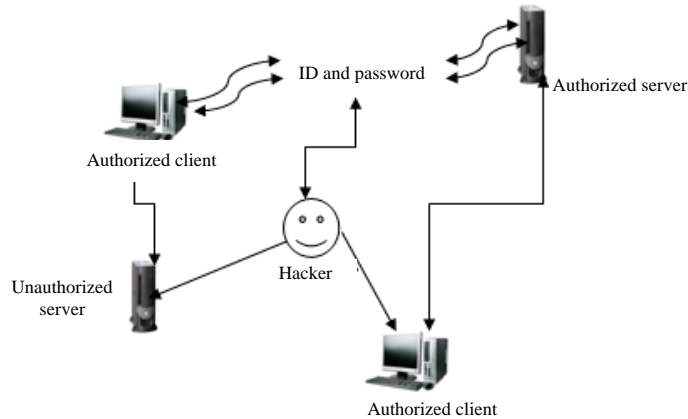 ID and password
Authorized server
Authorized client
Hacker
Unauthorized
server
Authorized client